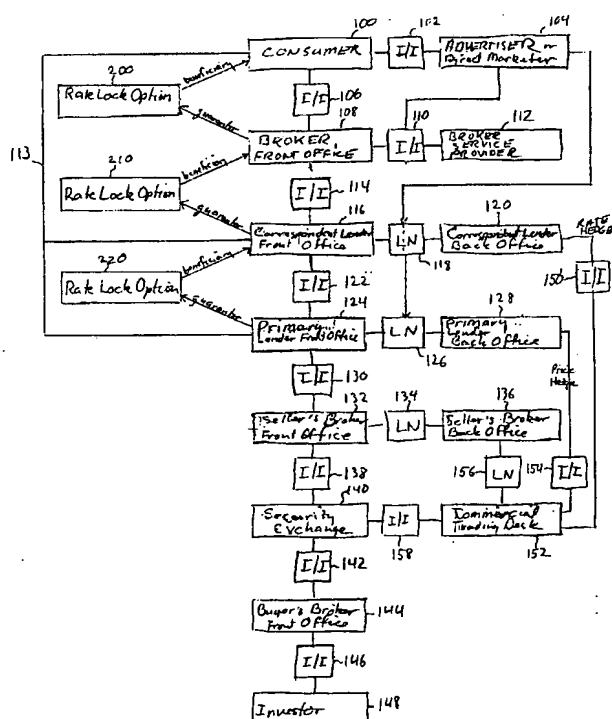 100
102
104
CONSUMER
I/I
ADVERTISER or
Direct Marketer
200
beneficiary
Rate Lock Option
guarantor
I/I
106
108
110
112
BROKER
FRONT OFFICE
I/I
BROKER
SERVICE
PROVIDER
113
210
beneficiary
Rate Lock Option
guarantor
I/I
114
116
120
Correspondent Lender
Front Office
LN
118
Correspondent Lender
Back Office
RATE
HEDGE
150
I/I
220
beneficiary
Rate Lock Option
guarantor
I/I
122
124
128
Primary
Lender Front Office
LN
126
Primary
Lender
Back Office
I/I
130
Price
Hedge
132
134
136
Seller's Broker
Front Office
LN
Seller's Broker
Back Office
I/I
138
156
LN
154
I/I
140
Security
Exchange
I/I
158
Commercial
Trading Desk
152
I/I
142
Buyer's Broker
Front Office
144
I/I
146
Investor
148